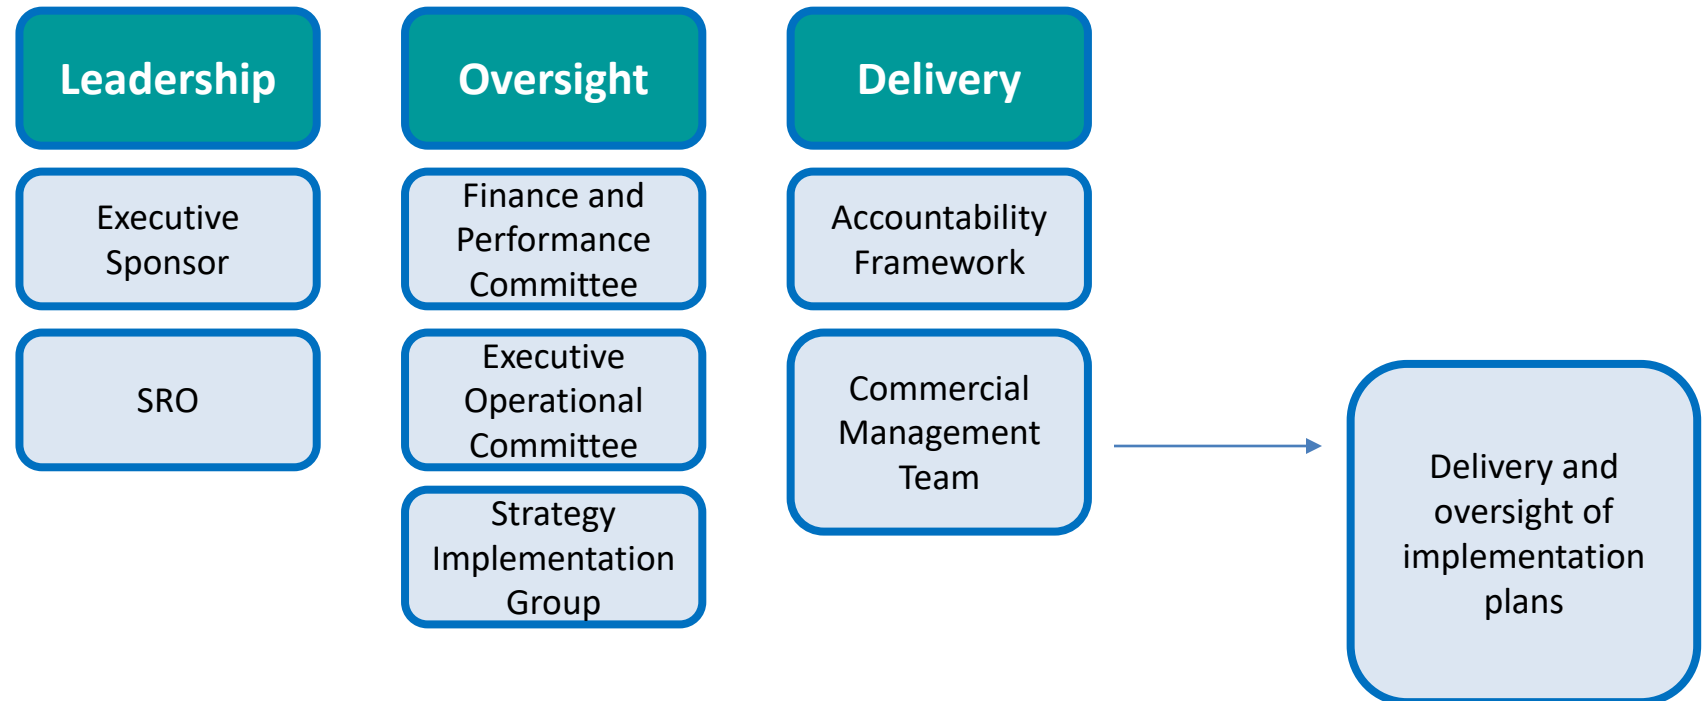 Leadership
Executive
Sponsor
SRO
Oversight
Finance and
Performance
Committee
Executive
Operational
Committee
Strategy
Implementation
Group
Delivery
Accountability
Framework
Commercial
Management
Team
Delivery and
oversight of
implementation
plans